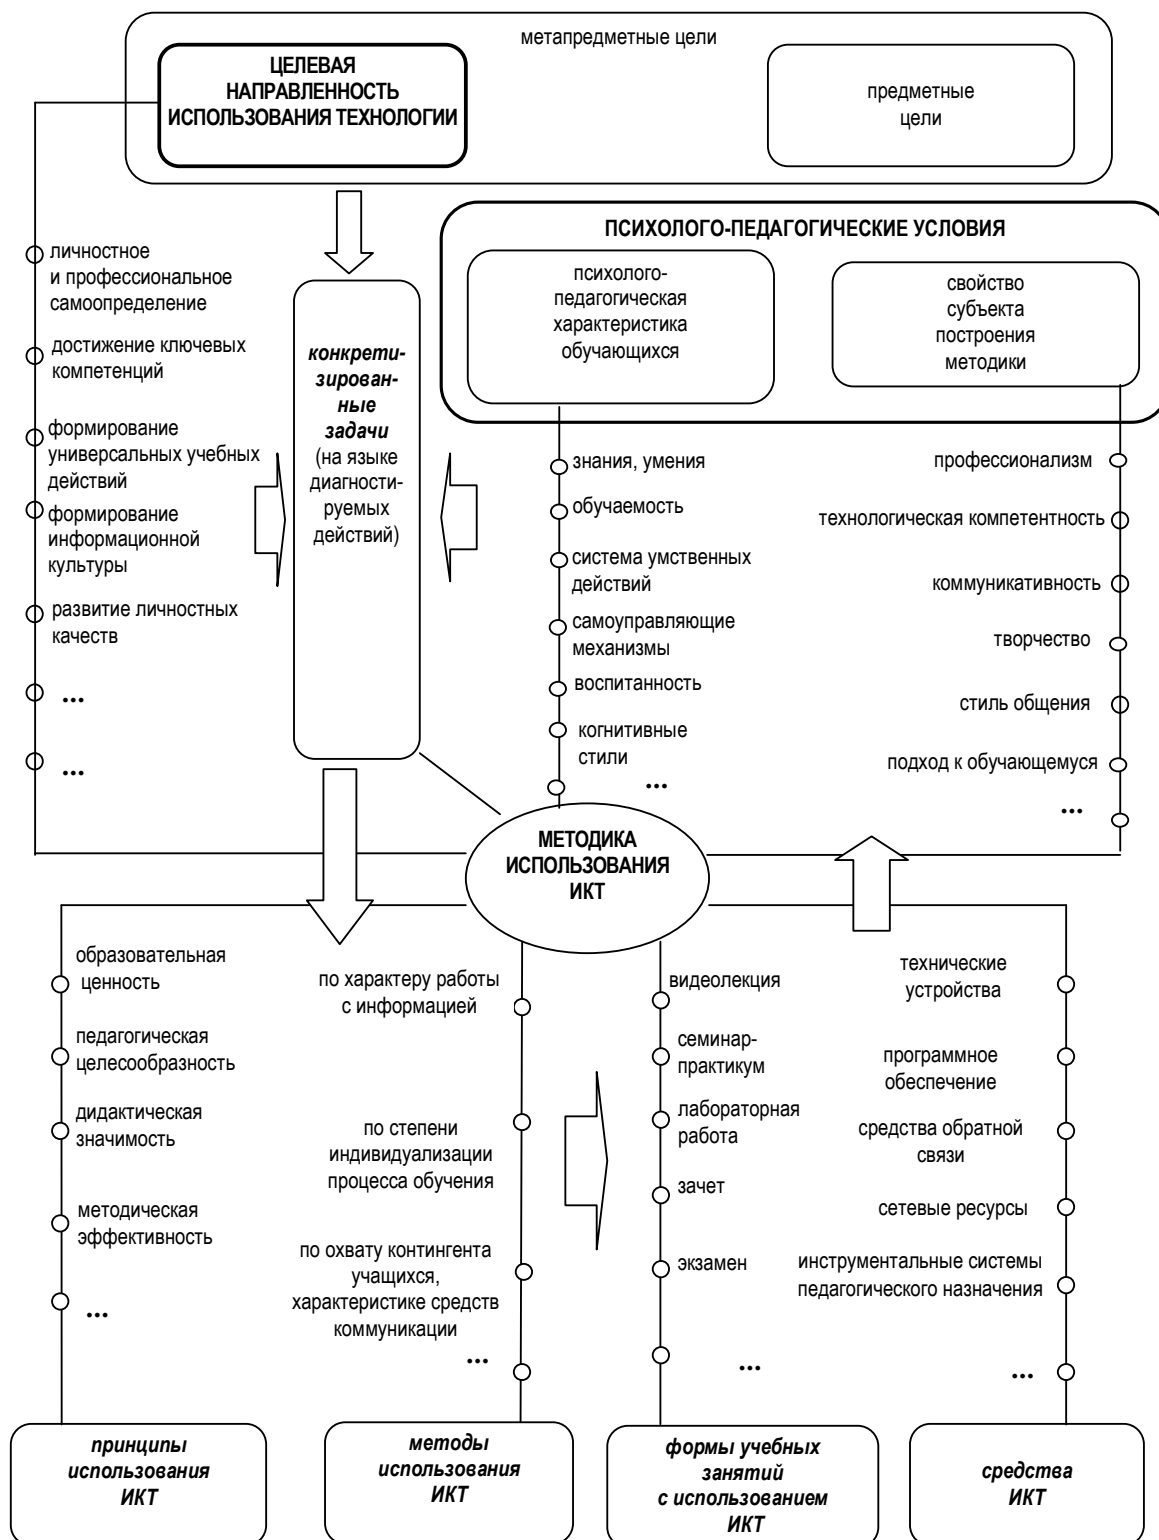 метапредметные цели
ЦЕЛЕВАЯ
НАПРАВЛЕННОСТЬ
ИСПОЛЬЗОВАНИЯ ТЕХНОЛОГИИ
предметные
цели
ПСИХОЛОГО-ПЕДАГОГИЧЕСКИЕ УСЛОВИЯ
психолого-
педагогическая
характеристика
обучающихся
свойство
субъекта
построения
методики
личностное
и профессиональное
самоопределение
достижение ключевых
компетенций
формирование
универсальных учебных
действий
формирование
информационной
культуры
развитие личностных
качеств
...
...
конкрети-
зирован-
ные
задачи
(на языке
диагности-
руемых
действий)
знания, умения
обучаемость
система умственных
действий
самоуправляющие
механизмы
воспитанность
когнитивные
стили
...
профессионализм
технологическая компетентность
коммуникативность
творчество
стиль общения
подход к обучающемуся
...
МЕТОДИКА
ИСПОЛЬЗОВАНИЯ
ИКТ
образовательная
ценность
педагогическая
целесообразность
дидактическая
значимость
методическая
эффективность
...
по характеру работы
с информацией
по степени
индивидуализации
процесса обучения
по охвату контингента
учащихся,
характеристике средств
коммуникации
...
видеолекция
семинар-
практикум
лабораторная
работа
зачет
экзамен
...
технические
устройства
программное
обеспечение
средства обратной
связи
сетевые ресурсы
инструментальные системы
педагогического назначения
...
принципы
использования
ИКТ
методы
использования
ИКТ
формы учебных
занятий
с использованием
ИКТ
средства
ИКТ